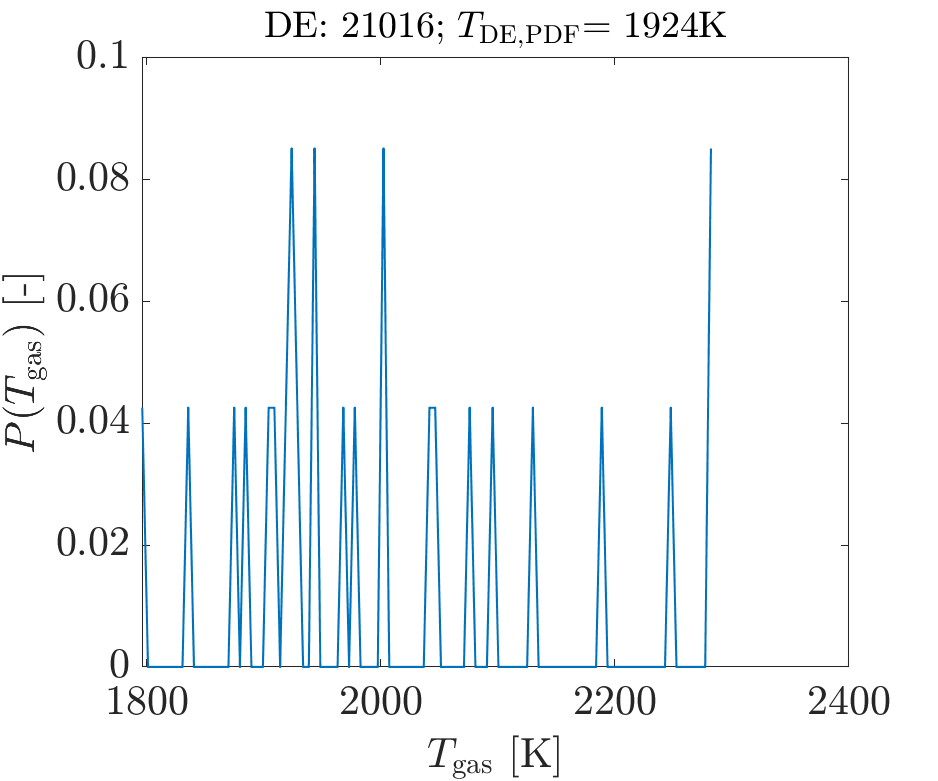 DE: 21016; T_DE,PDF= 1924K
0.1
0.08
0.06
0.04
0.02
0
P(T_gas) [-]
1800 2000 2200 2400
T_gas [K]